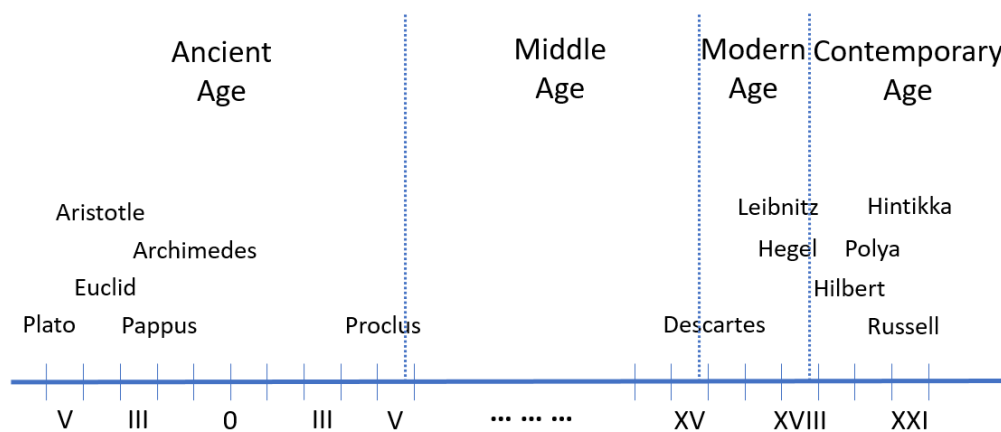 Ancient
Age
Middle
Age
Modern
Age
Contemporary
Age
Aristotle
Leibnitz
Hintikka
Archimedes
Hegel
Polya
Euclid
Hilbert
Plato
Pappus
Proclus
Descartes
Russell
V
III
0
III
V
... ... ...
XV
XVIII
XXI